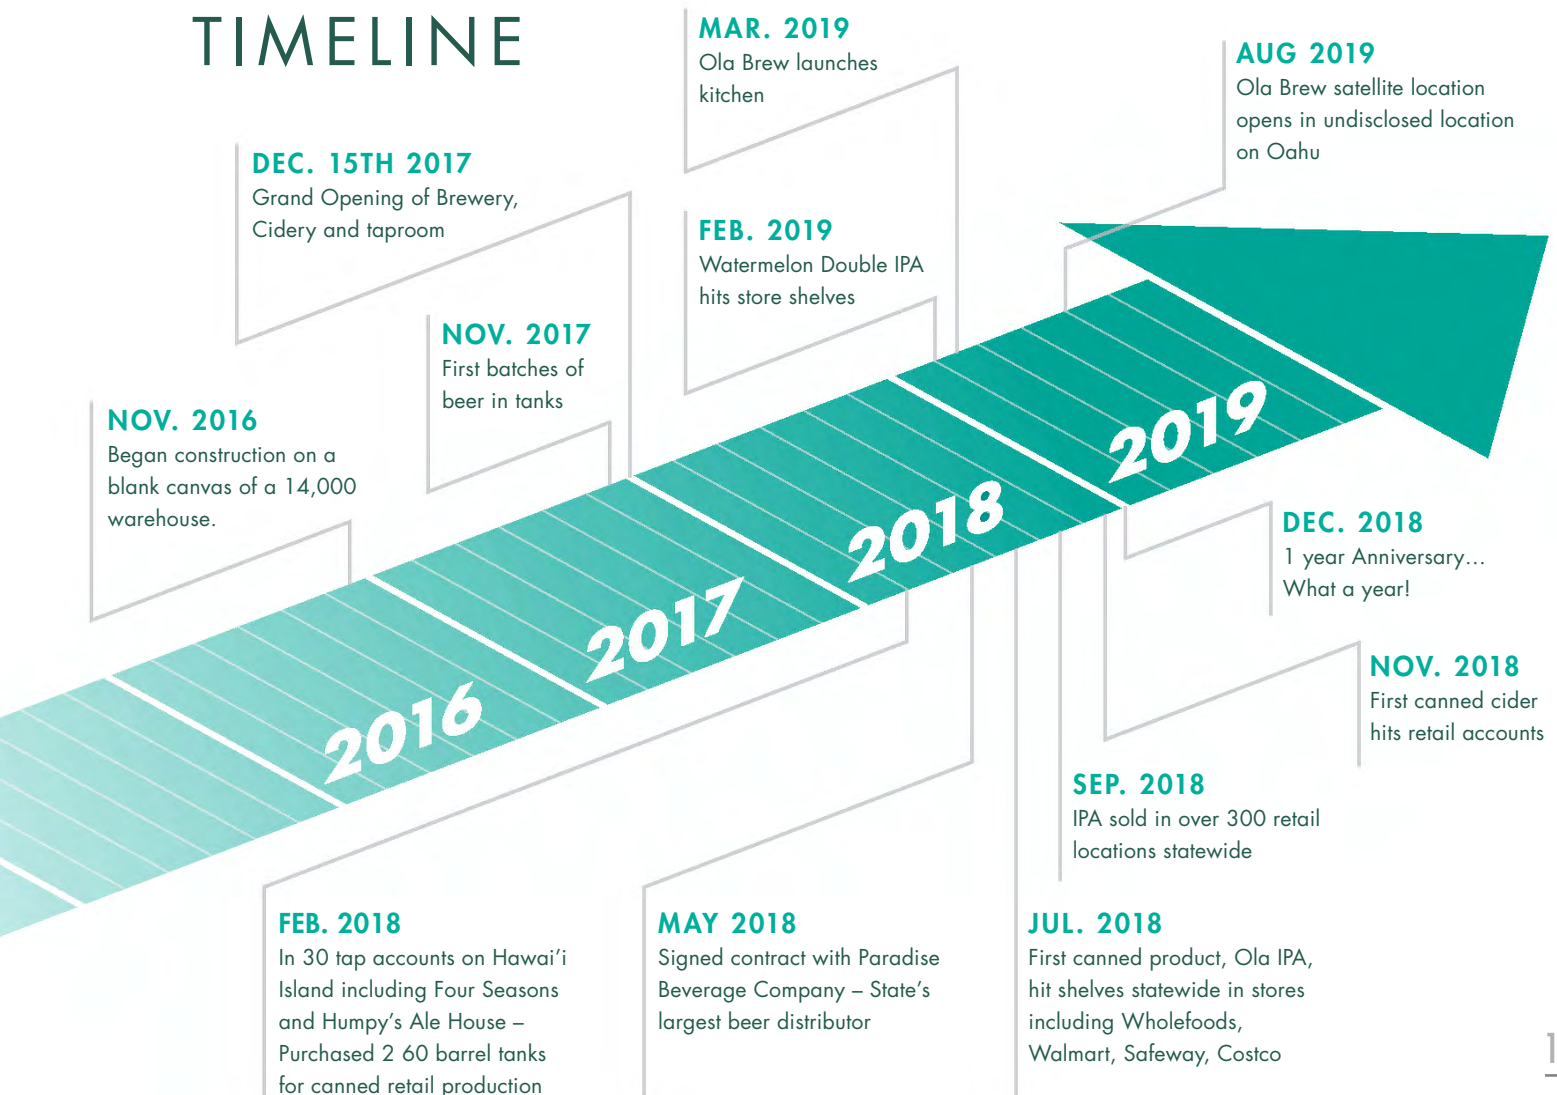 TIMELINE
MAR. 2019
Ola Brew launches
kitchen
AUG 2019
Ola Brew satellite location
opens in undisclosed location
on Oahu
DEC. 15TH 2017
Grand Opening of Brewery,
Cidery and taproom
FEB. 2019
Watermelon Double IPA
hits store shelves
NOV. 2017
First batches of
beer in tanks
NOV. 2016
Began construction on a
blank canvas of a 14,000
warehouse.
2019
2018
2017
2016
DEC. 2018
1 year Anniversary...
What a year!
NOV. 2018
First canned cider
hits retail accounts
SEP. 2018
IPA sold in over 300 retail
locations statewide
FEB. 2018
In 30 tap accounts on Hawai’i
Island including Four Seasons
and Humpy’s Ale House –
Purchased 2 60 barrel tanks
for canned retail production
MAY 2018
Signed contract with Paradise
Beverage Company – State’s
largest beer distributor
JUL. 2018
First canned product, Ola IPA,
hit shelves statewide in stores
including Wholefoods,
Walmart, Safeway, Costco
1